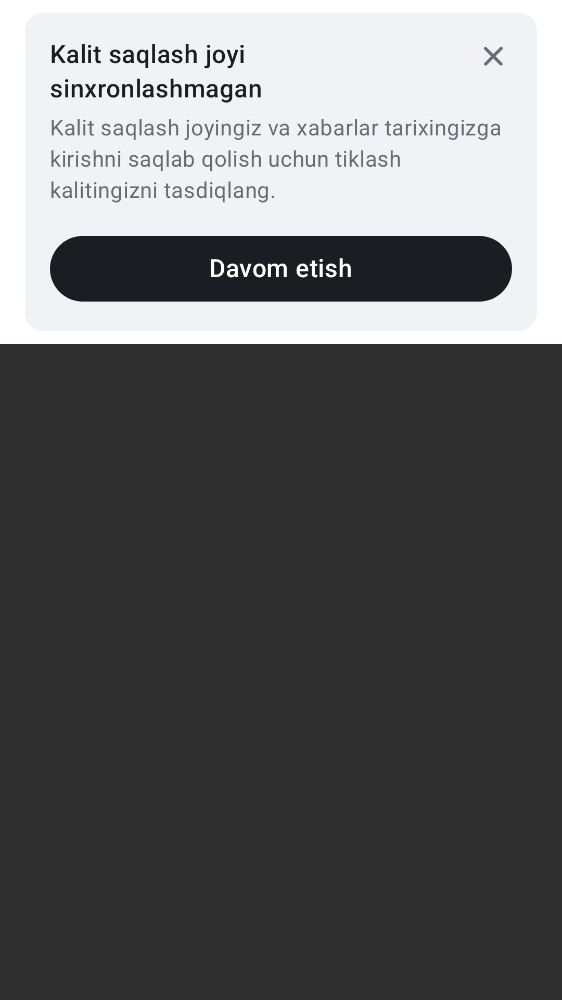 Kalit saqlash joyi
sinxronlashmagan
Kalit saqlash joyingiz va xabarlar tarixingizga
kirishni saqlab qolish uchun tiklash
kalitingizni tasdiqlang.
Davom etish